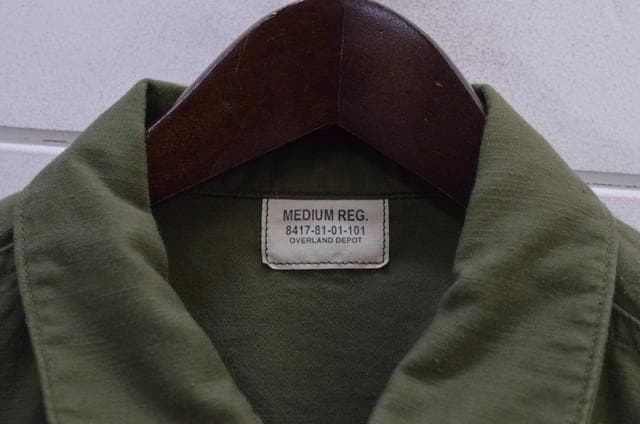 MEDIUM REG.
8417-81-01-101
OVERLAND DEPOT